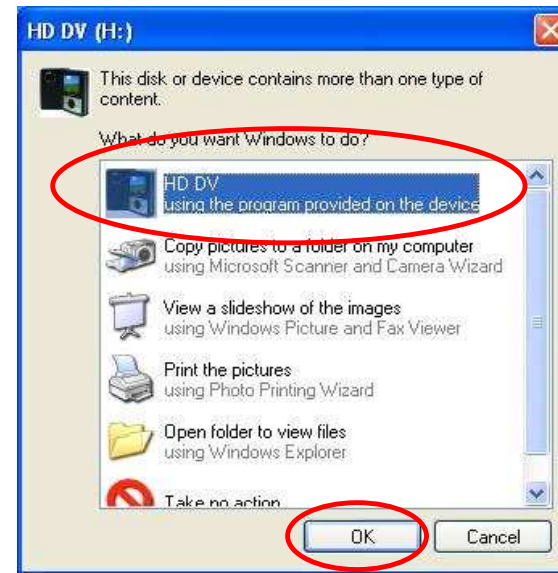 HD DV (H:)
This disk or device contains more than one type of
content.
What do you want Windows to do?
HD DV
using the program provided on the device
Copy pictures to a folder on my computer
using Microsoft Scanner and Camera Wizard
View a slideshow of the images
using Windows Picture and Fax Viewer
Print the pictures
using Photo Printing Wizard
Open folder to view files
using Windows Explorer
Take no action
OK
Cancel